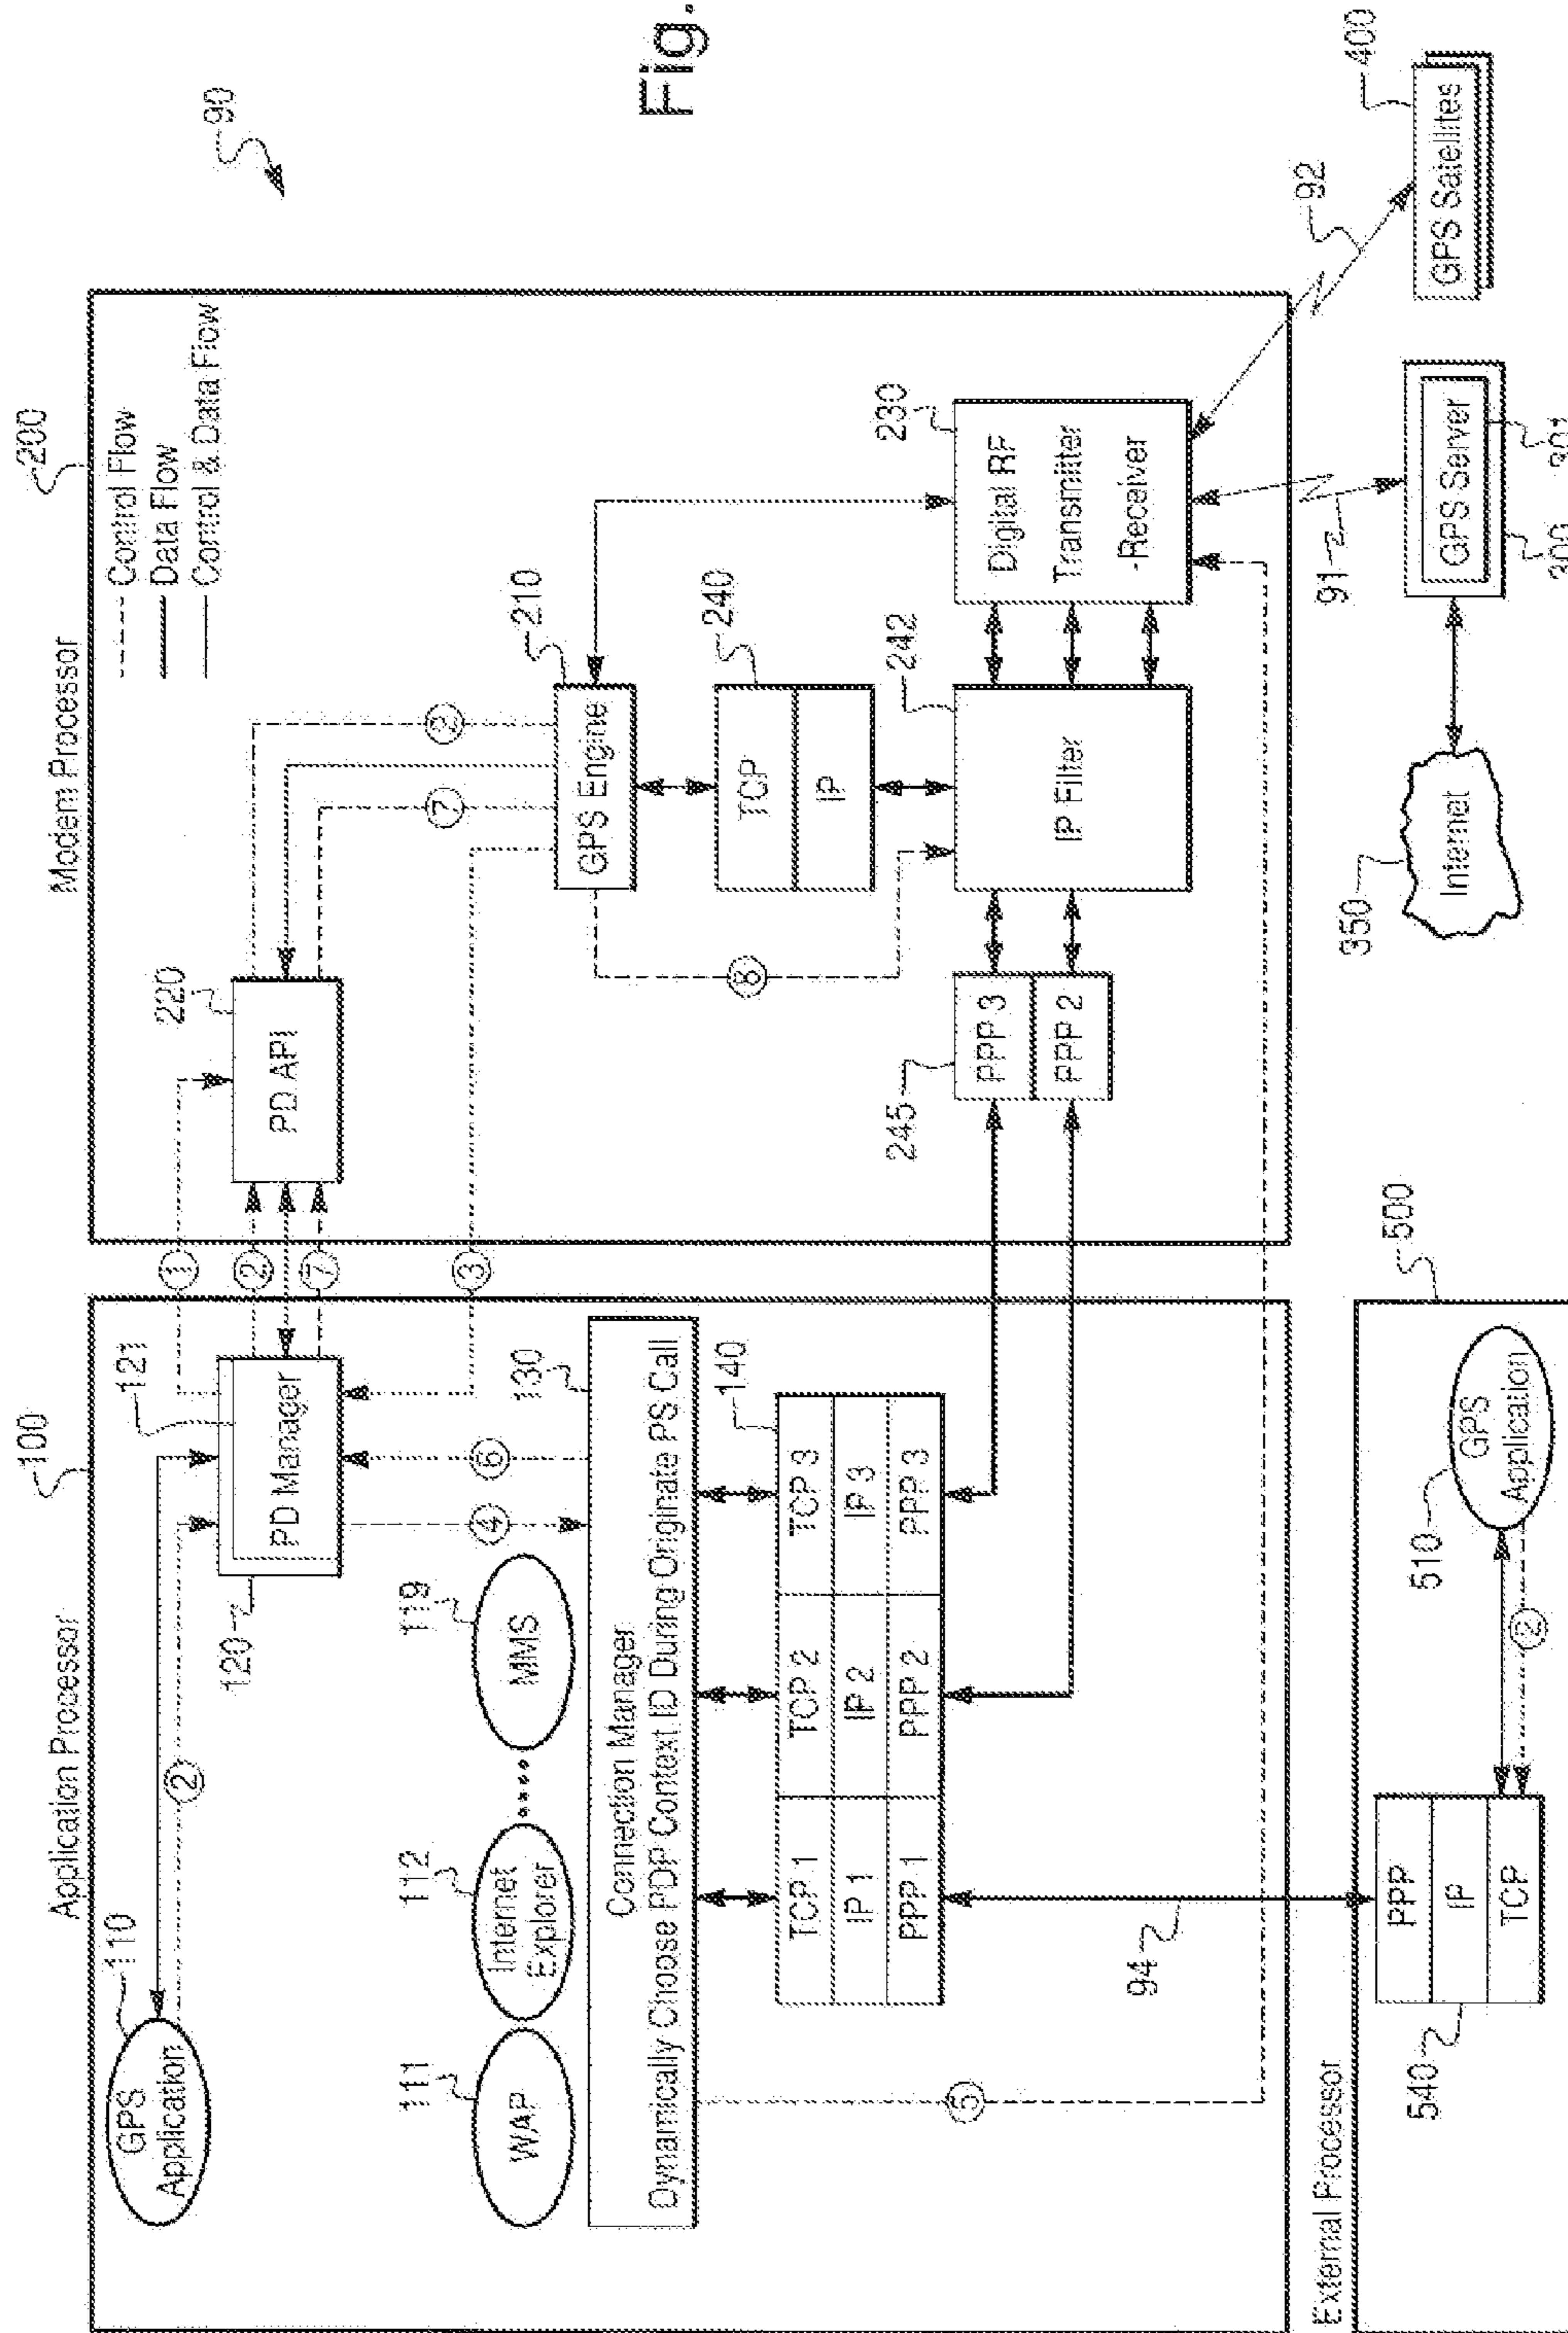 Fig.
90
Application Processor
100
GPS
Application
110
2
120
PD Manager
121
1
2
7
3
4
6
WAP
111
Internet
Explorer
112
MMS
119
Connection Manager
Dynamically Choose PDP Context ID During Originate PS Call
130
TCP 1
TCP 2
TCP 3
IP 1
IP 2
IP 3
PPP 1
PPP 2
PPP 3
140
5
94
Modem Processor
200
Control Flow
Data Flow
Control & Data Flow
PD API
220
2
7
GPS Engine
210
8
TCP
IP
240
IP Filter
242
PPP 3
PPP 2
245
Digital RF
Transmitter
-Receiver
230
External Processor
500
PPP
IP
TCP
540
GPS
Application
510
2
Internet
350
GPS Server
300
301
91
92
GPS Satellites
400